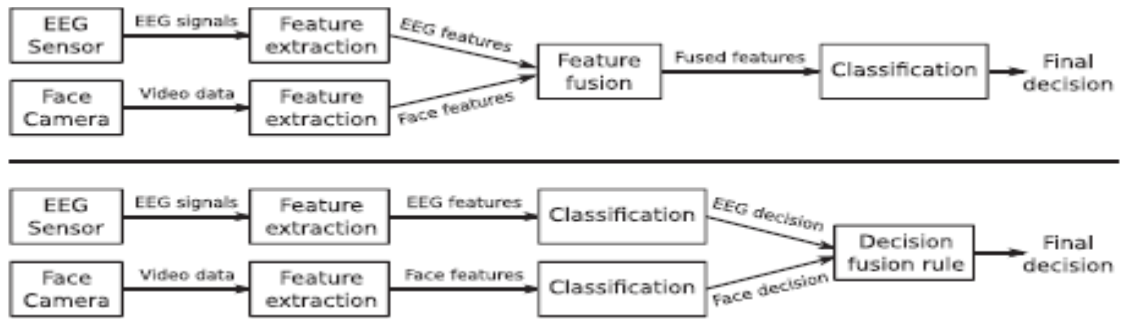 EEG
Sensor
EEG signals
Feature
extraction
EEG features
Face
Camera
Video data
Feature
extraction
Face features
Feature
fusion
Fused features
Classification
Final
decision
EEG
Sensor
EEG signals
Feature
extraction
EEG features
Classification
EEG decision
Face
Camera
Video data
Feature
extraction
Face features
Classification
Face decision
Decision
fusion rule
Final
decision